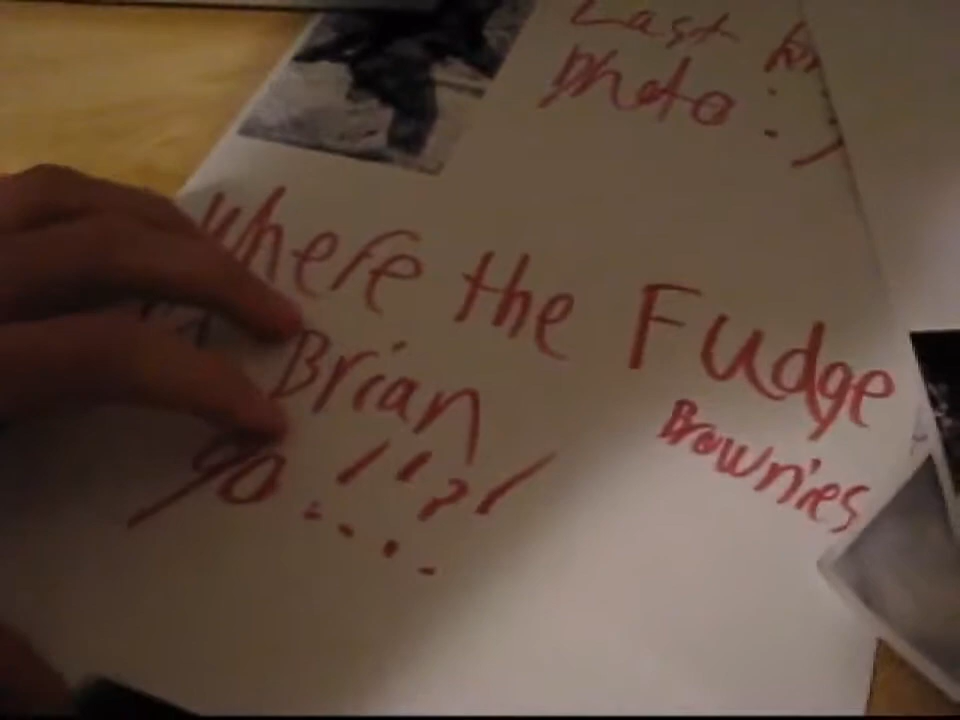 Last
photo :)
where the Fudge
Brownies
Brian
go!!?!